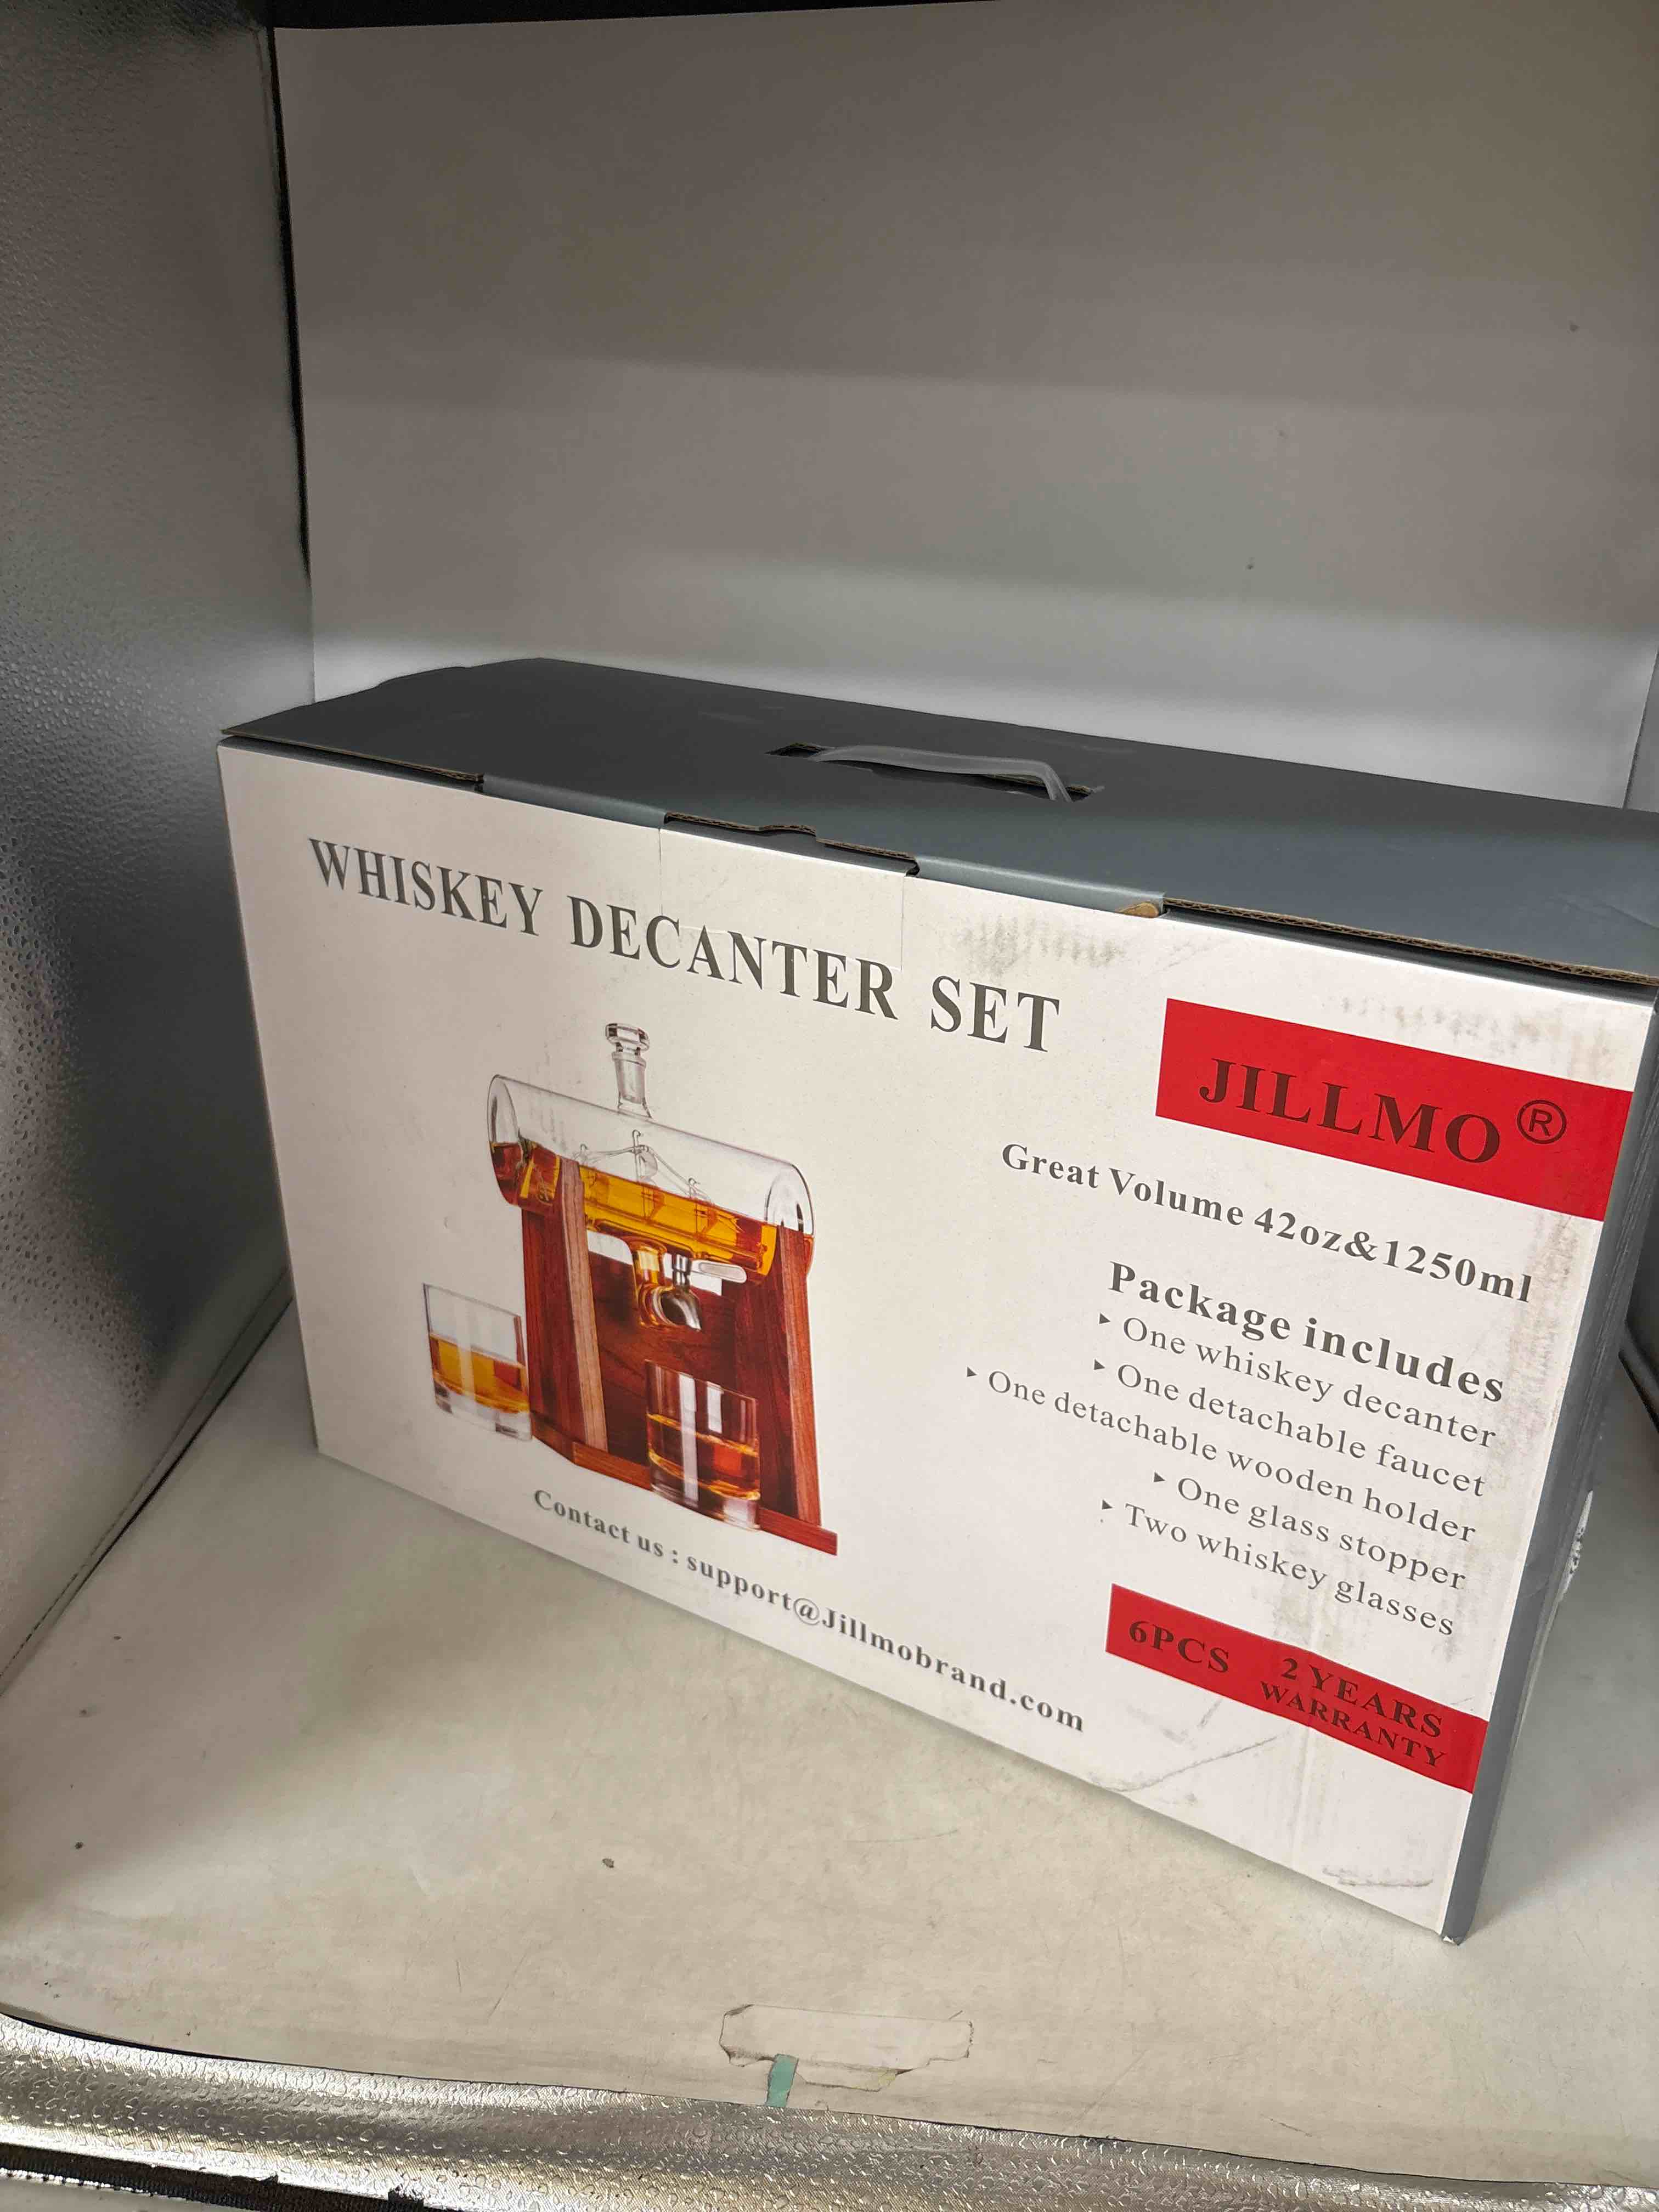 WHISKEY DECANTER SET
JILLMO®
Great Volume 42oz&1250ml
Package includes
▸ One whiskey decanter
▸ One detachable faucet
▸ One detachable wooden holder
▸ One glass stopper
▸ Two whiskey glasses
6PCS
2 YEARS
WARRANTY
Contact us : support@Jillmobrand.com